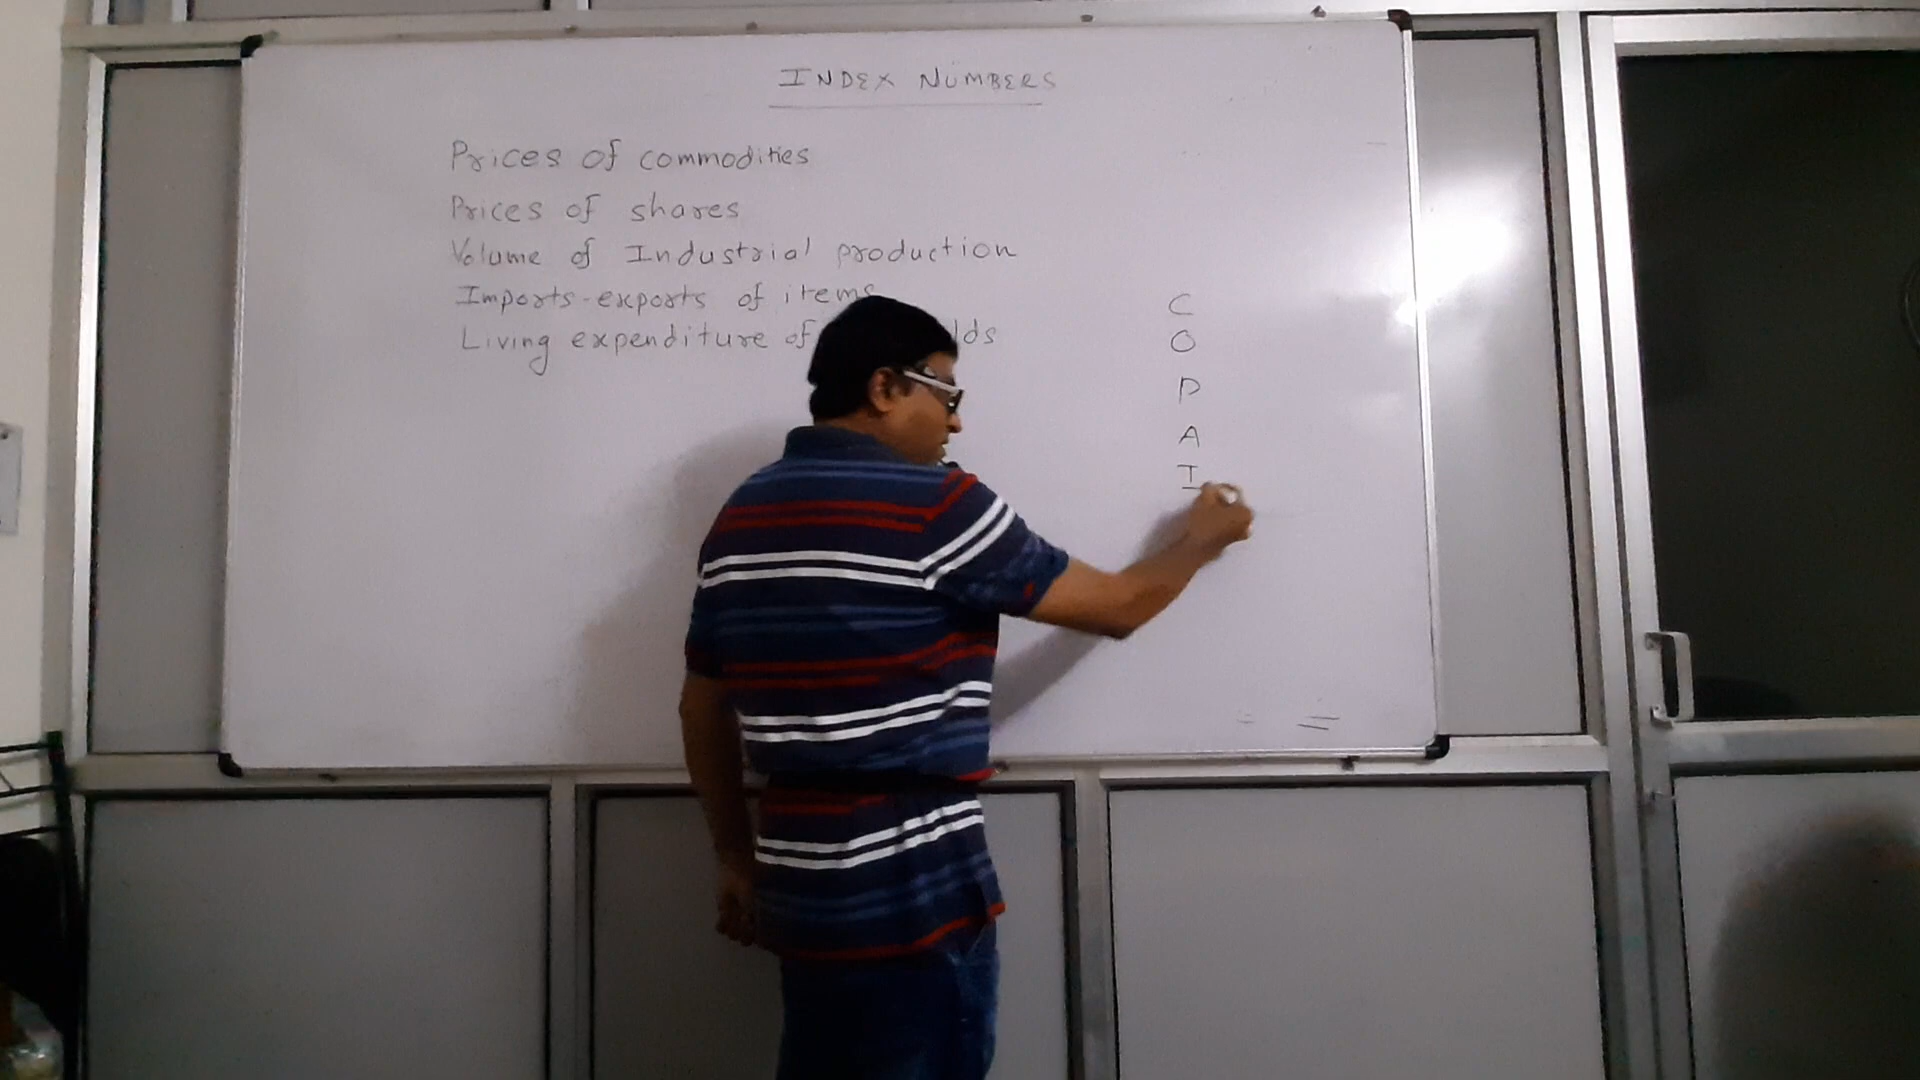 INDEX NUMBERS
Prices of commodities
Prices of shares
Volume of Industrial production
Imports-exports of items
Living expenditure of
C
O
P
A
I